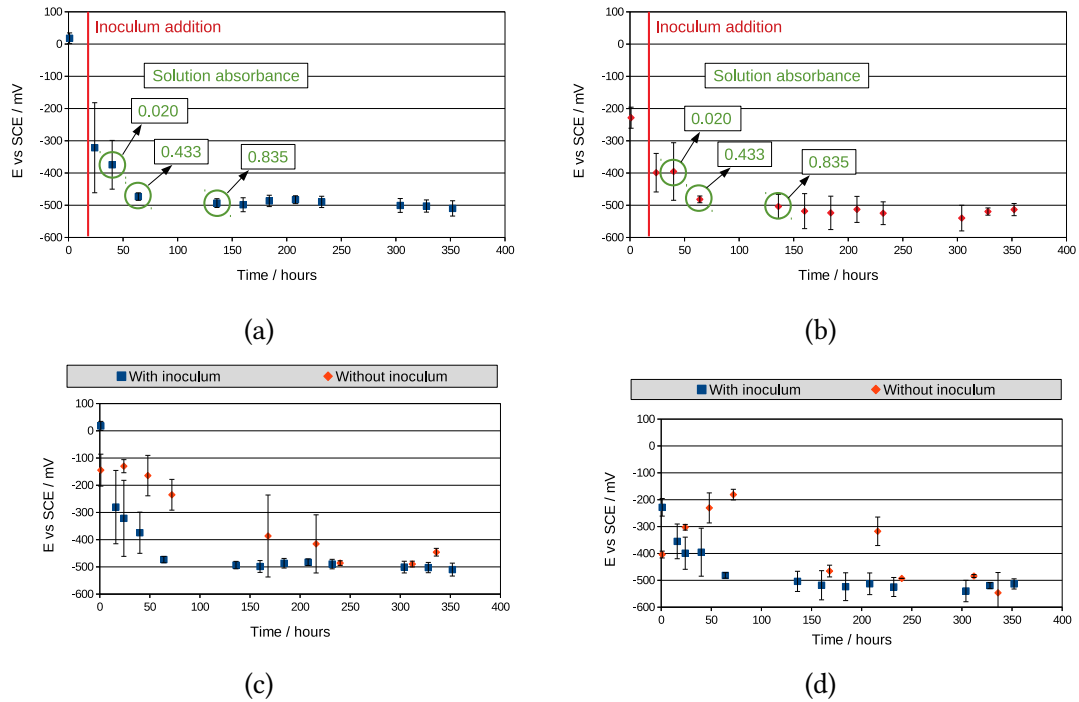 100
0
-100
-200
-300
-400
-500
-600
E vs SCE / mV
Inoculum addition
Solution absorbance
0.020
0.433
0.835
0 50 100 150 200 250 300 350 400
Time / hours
(a)
100
0
-100
-200
-300
-400
-500
-600
E vs SCE / mV
Inoculum addition
Solution absorbance
0.020
0.433
0.835
0 50 100 150 200 250 300 350 400
Time / hours
(b)
With inoculum Without inoculum
100
0
-100
-200
-300
-400
-500
-600
E vs SCE / mV
0 50 100 150 200 250 300 350 400
Time / hours
(c)
With inoculum Without inoculum
100
0
-100
-200
-300
-400
-500
-600
E vs SCE / mV
0 50 100 150 200 250 300 350 400
Time / hours
(d)